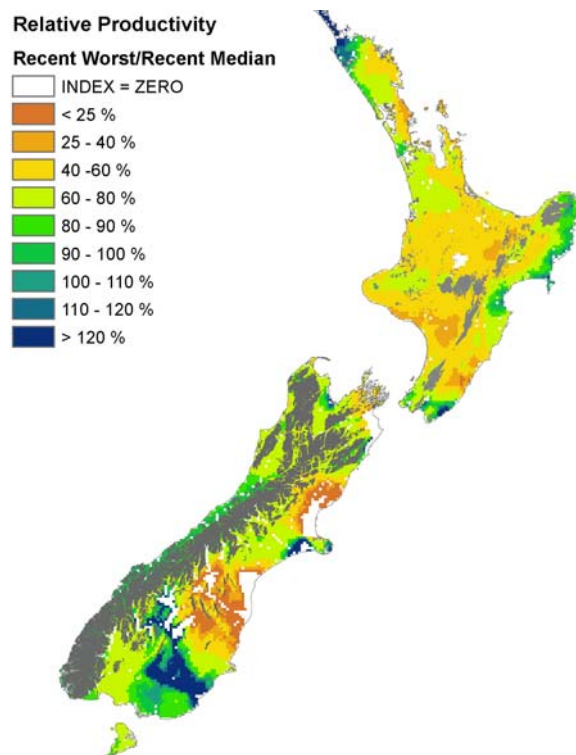 Relative Productivity
Recent Worst/Recent Median
INDEX = ZERO
< 25 %
25 - 40 %
40 -60 %
60 - 80 %
80 - 90 %
90 - 100 %
100 - 110 %
110 - 120 %
> 120 %